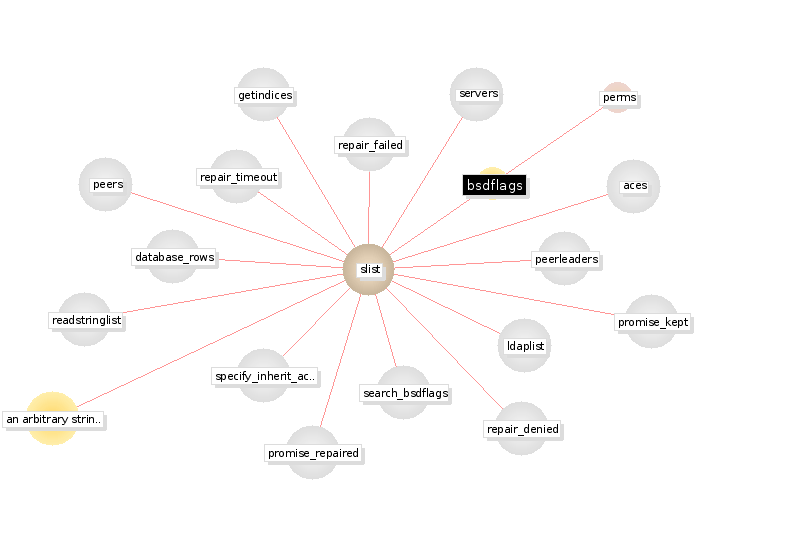 getindices
servers
perms
repair_failed
repair_timeout
peers
bsdflags
aces
database_rows
slist
peerleaders
readstringlist
promise_kept
ldaplist
specify_inherit_ac..
search_bsdflags
an arbitrary strin..
repair_denied
promise_repaired